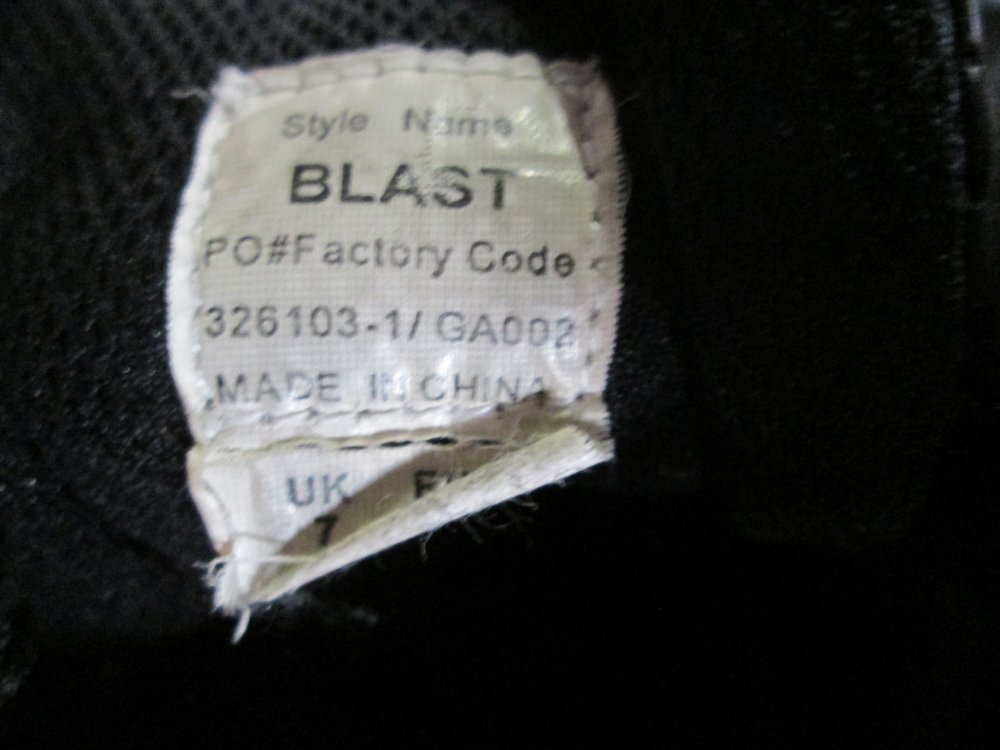 Style Name
BLAST
PO#Factory Code
326103-1/ GA002
MADE IN CHINA
UK
7